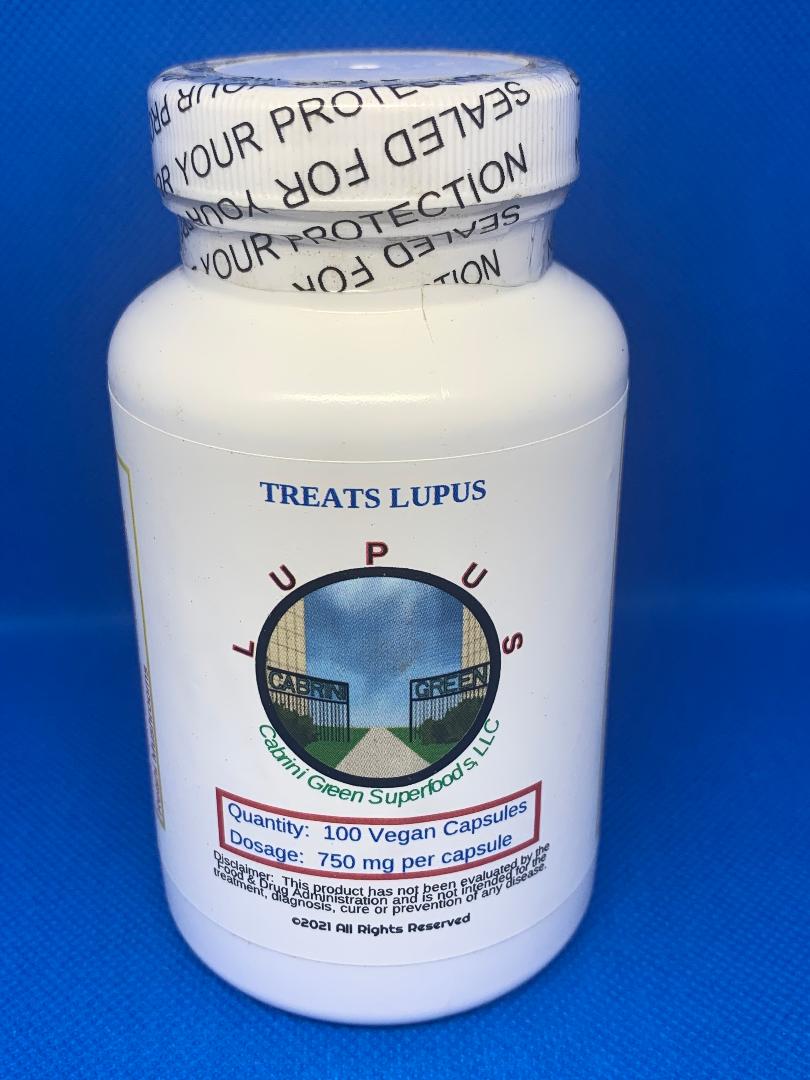 YOUR PROTEC
SEALED FOR YOUR
YOUR PROTECTION
SEALED FOR
TION
TREATS LUPUS
LUPUS
CABRINI GREEN
Cabrini Green Superfoods, LLC
Quantity: 100 Vegan Capsules
Dosage: 750 mg per capsule
Disclaimer: This product has not been evaluated by the
Food & Drug Administration and is not intended for the
treatment, diagnosis, cure or prevention of any disease.
©2021 All Rights Reserved